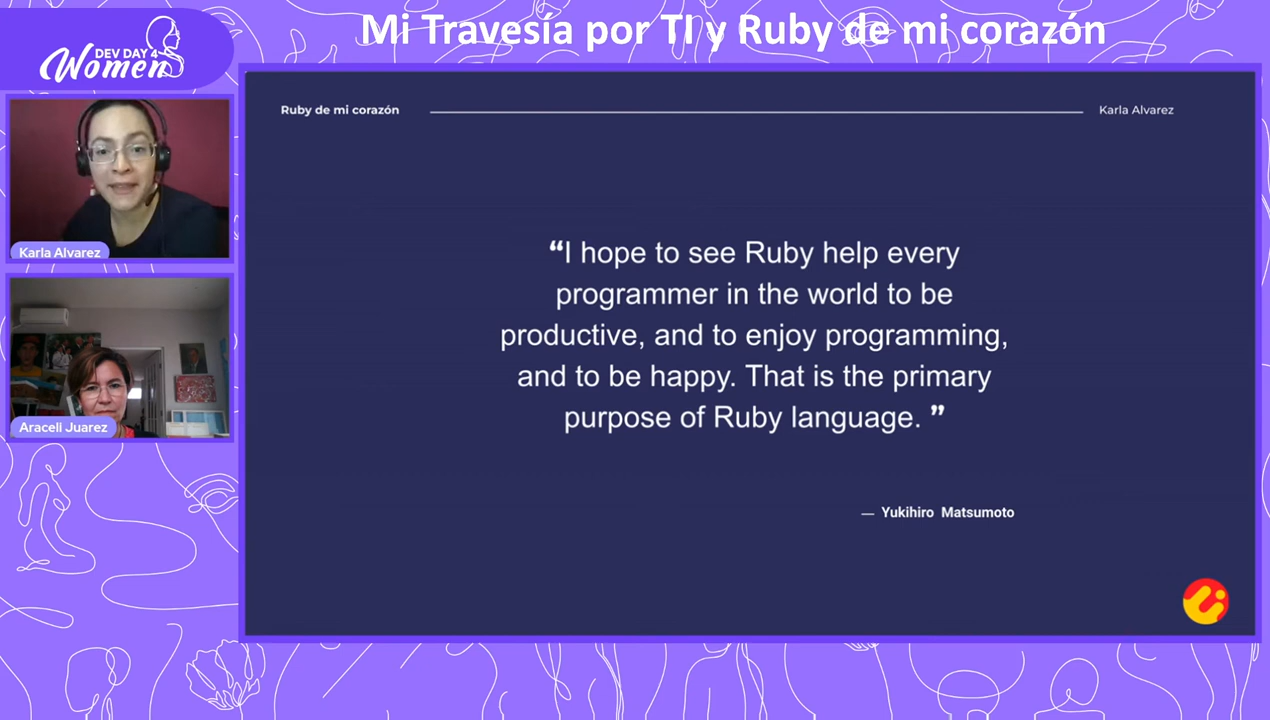 Mi Travesía por TI y Ruby de mi corazón
DEV DAY 4
Women
Karla Alvarez
Araceli Juarez
Ruby de mi corazón
Karla Alvarez
“I hope to see Ruby help every
programmer in the world to be
productive, and to enjoy programming,
and to be happy. That is the primary
purpose of Ruby language. ”
— Yukihiro Matsumoto